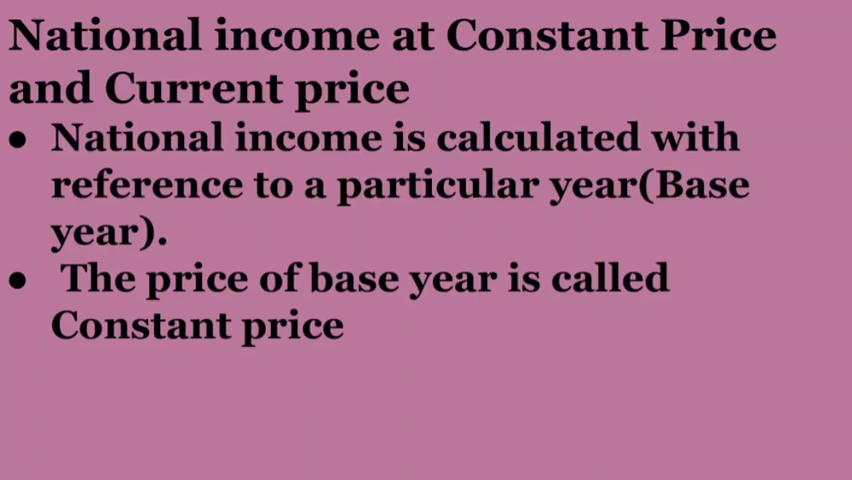 National income at Constant Price
and Current price
● National income is calculated with
reference to a particular year(Base
year).
● The price of base year is called
Constant price